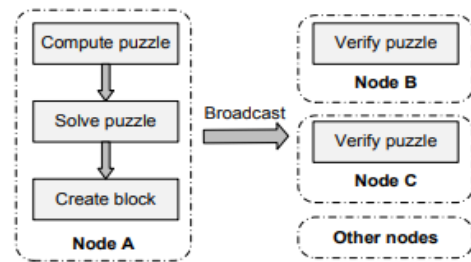 Compute puzzle
Solve puzzle
Create block
Node A
Broadcast
Verify puzzle
Node B
Verify puzzle
Node C
Other nodes